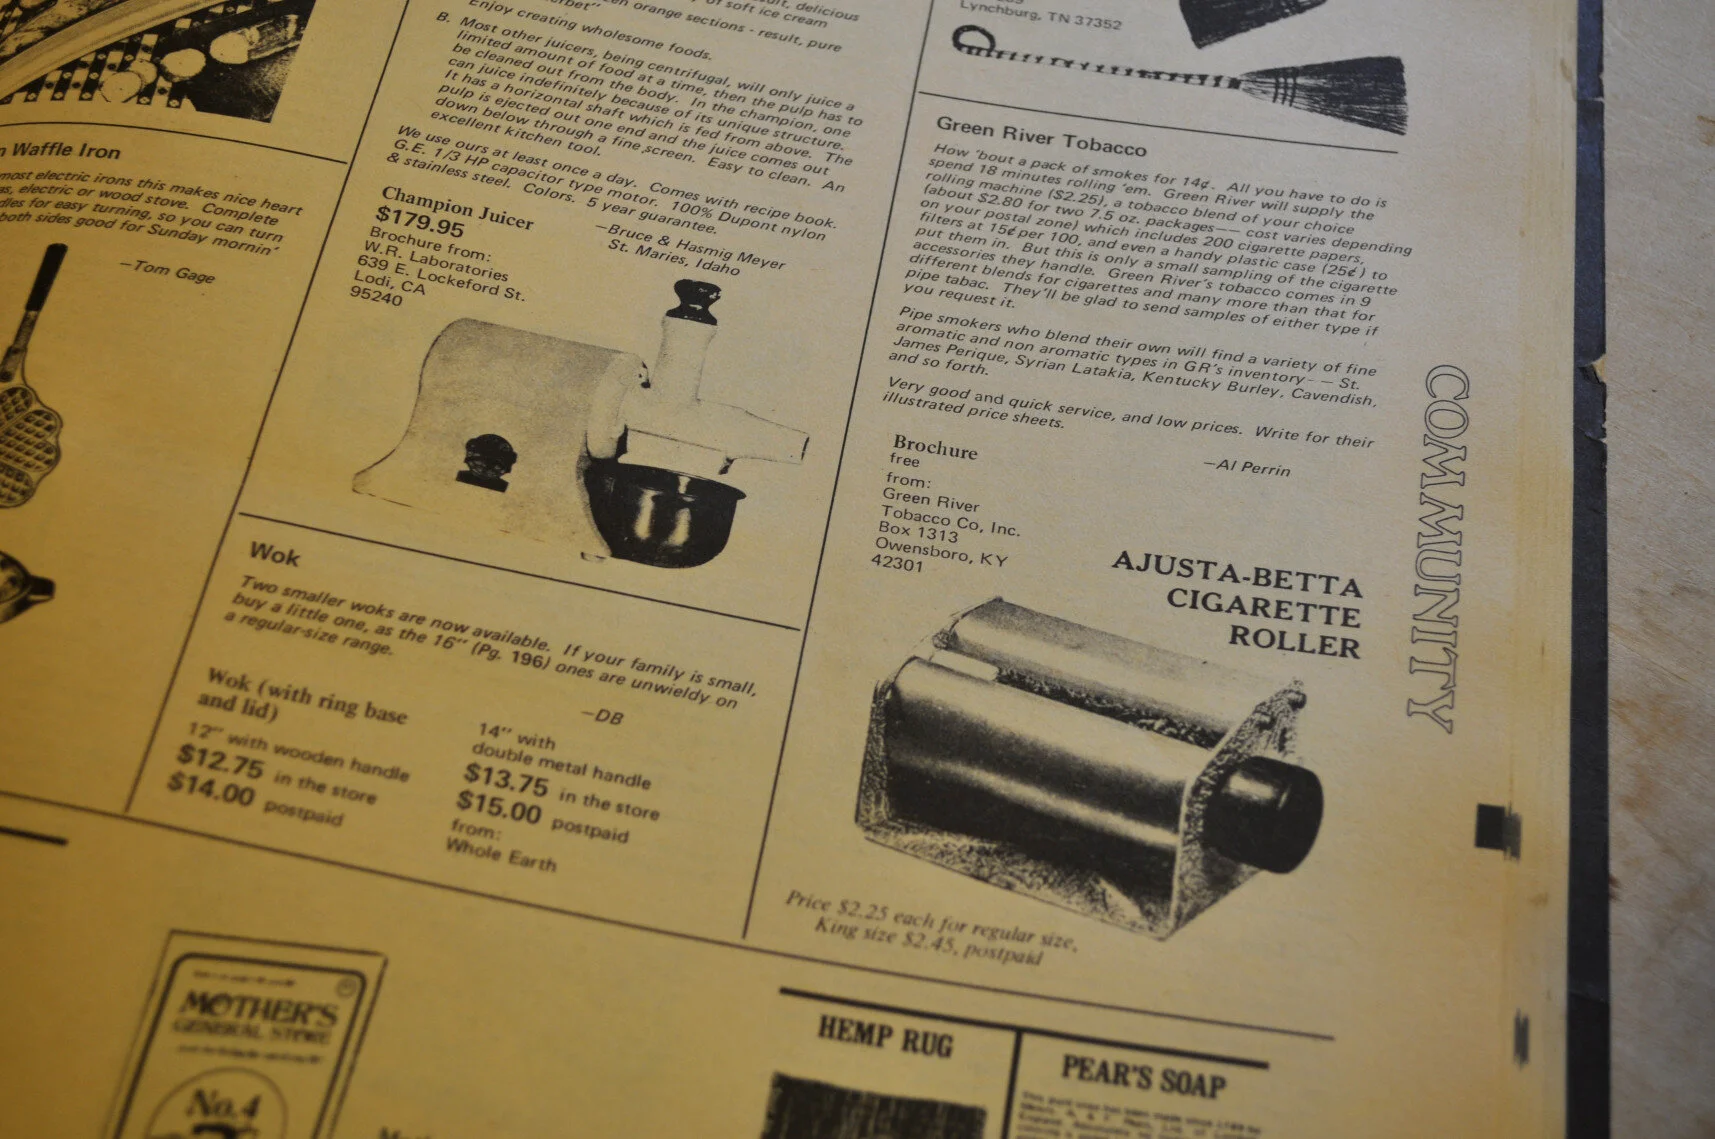 n Waffle Iron
most electric irons this makes nice heart
as, electric or wood stove. Complete
dles for easy turning, so you can turn
both sides good for Sunday mornin'
—Tom Gage
result, delicious
of soft ice cream
orange sections - result, pure
Enjoy creating wholesome foods.
B. Most other juicers, being centrifugal, will only juice a
limited amount of food at a time, then the pulp has to
be cleaned out from the body. In the champion, one
can juice indefinitely because of its unique structure.
It has a horizontal shaft which is fed from above. The
pulp is ejected out one end and the juice comes out
down below through a fine screen. Easy to clean. An
excellent kitchen tool.
We use ours at least once a day. Comes with recipe book.
G.E. 1/3 HP capacitor type motor. 100% Dupont nylon
& stainless steel. Colors. 5 year guarantee.
—Bruce & Hasmig Meyer
St. Maries, Idaho
Champion Juicer
$179.95
Brochure from:
W.R. Laboratories
639 E. Lockeford St.
Lodi, CA
95240
Wok
Two smaller woks are now available. If your family is small,
buy a little one, as the 16" (Pg. 196) ones are unwieldy on
a regular-size range.
—DB
Wok (with ring base
and lid)
12" with wooden handle
$12.75 in the store
$14.00 postpaid
14" with
double metal handle
$13.75 in the store
$15.00 postpaid
from:
Whole Earth
Lynchburg, TN 37352
Green River Tobacco
How 'bout a pack of smokes for 14¢. All you have to do is
spend 18 minutes rolling 'em. Green River will supply the
rolling machine ($2.25), a tobacco blend of your choice
(about $2.80 for two 7.5 oz. packages—— cost varies depending
on your postal zone) which includes 200 cigarette papers,
filters at 15¢ per 100, and even a handy plastic case (25¢) to
put them in. But this is only a small sampling of the cigarette
accessories they handle. Green River's tobacco comes in 9
different blends for cigarettes and many more than that for
pipe tabac. They'll be glad to send samples of either type if
you request it.
Pipe smokers who blend their own will find a variety of fine
aromatic and non aromatic types in GR's inventory— — St.
James Perique, Syrian Latakia, Kentucky Burley, Cavendish,
and so forth.
Very good and quick service, and low prices. Write for their
illustrated price sheets.
—Al Perrin
Brochure
free
from:
Green River
Tobacco Co, Inc.
Box 1313
Owensboro, KY
42301
AJUSTA-BETTA
CIGARETTE
ROLLER
Price $2.25 each for regular size,
King size $2.45, postpaid
COMMUNITY
MOTHER'S
GENERAL STORE
No.4
HEMP RUG
PEAR'S SOAP